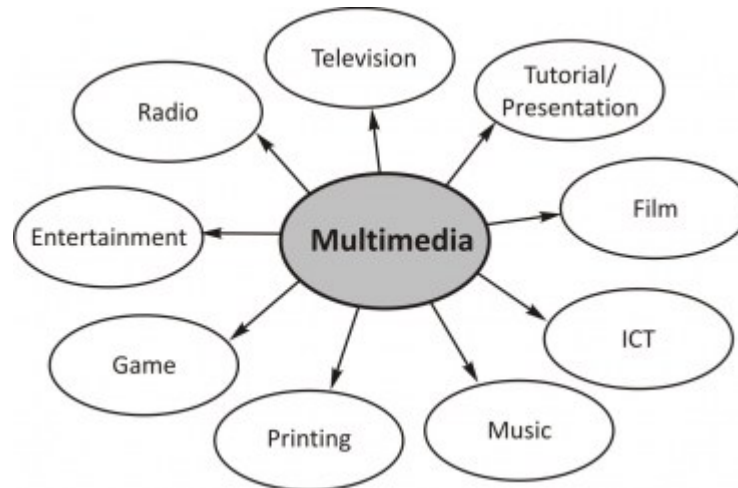 Television
Tutorial/
Presentation
Radio
Film
Entertainment
Multimedia
ICT
Game
Music
Printing